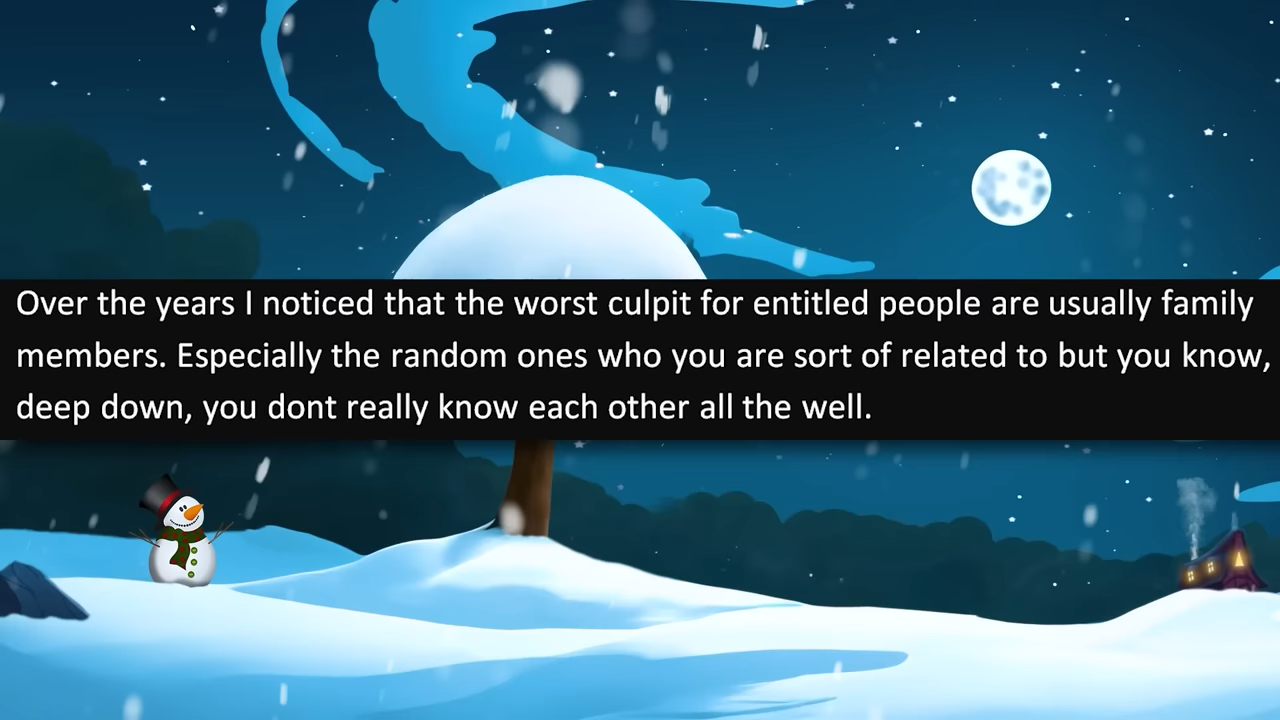 Over the years I noticed that the worst culpit for entitled people are usually family
members. Especially the random ones who you are sort of related to but you know,
deep down, you dont really know each other all the well.